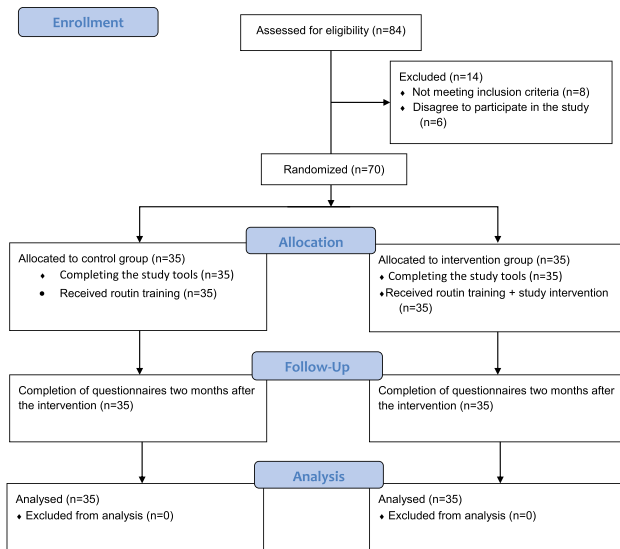 Enrollment
Assessed for eligibility (n=84)
Excluded (n=14)
♦ Not meeting inclusion criteria (n=8)
♦ Disagree to participate in the study
(n=6)
Randomized (n=70)
Allocation
Allocated to control group (n=35)
♦ Completing the study tools (n=35)
● Received routin training (n=35)
Allocated to intervention group (n=35)
♦ Completing the study tools (n=35)
♦Received routin training + study intervention
(n=35)
Follow-Up
Completion of questionnaires two months after
the intervention (n=35)
Completion of questionnaires two months after
the intervention (n=35)
Analysis
Analysed (n=35)
♦ Excluded from analysis (n=0)
Analysed (n=35)
♦ Excluded from analysis (n=0)